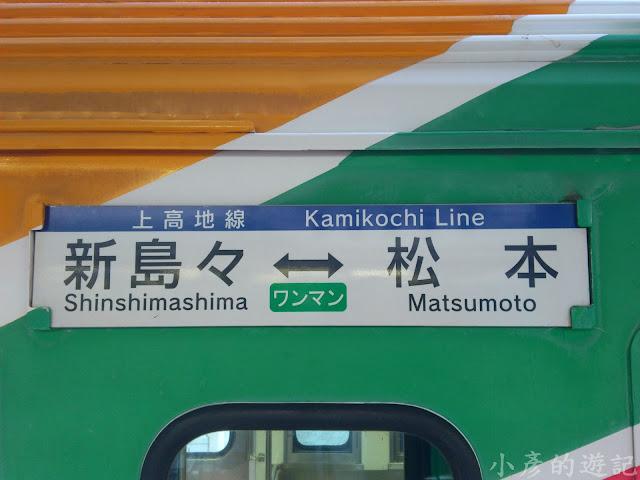 上高地線 Kamikochi Line
新島々 ↔ 松本
Shinshimashima ワンマン Matsumoto
小彥的遊記